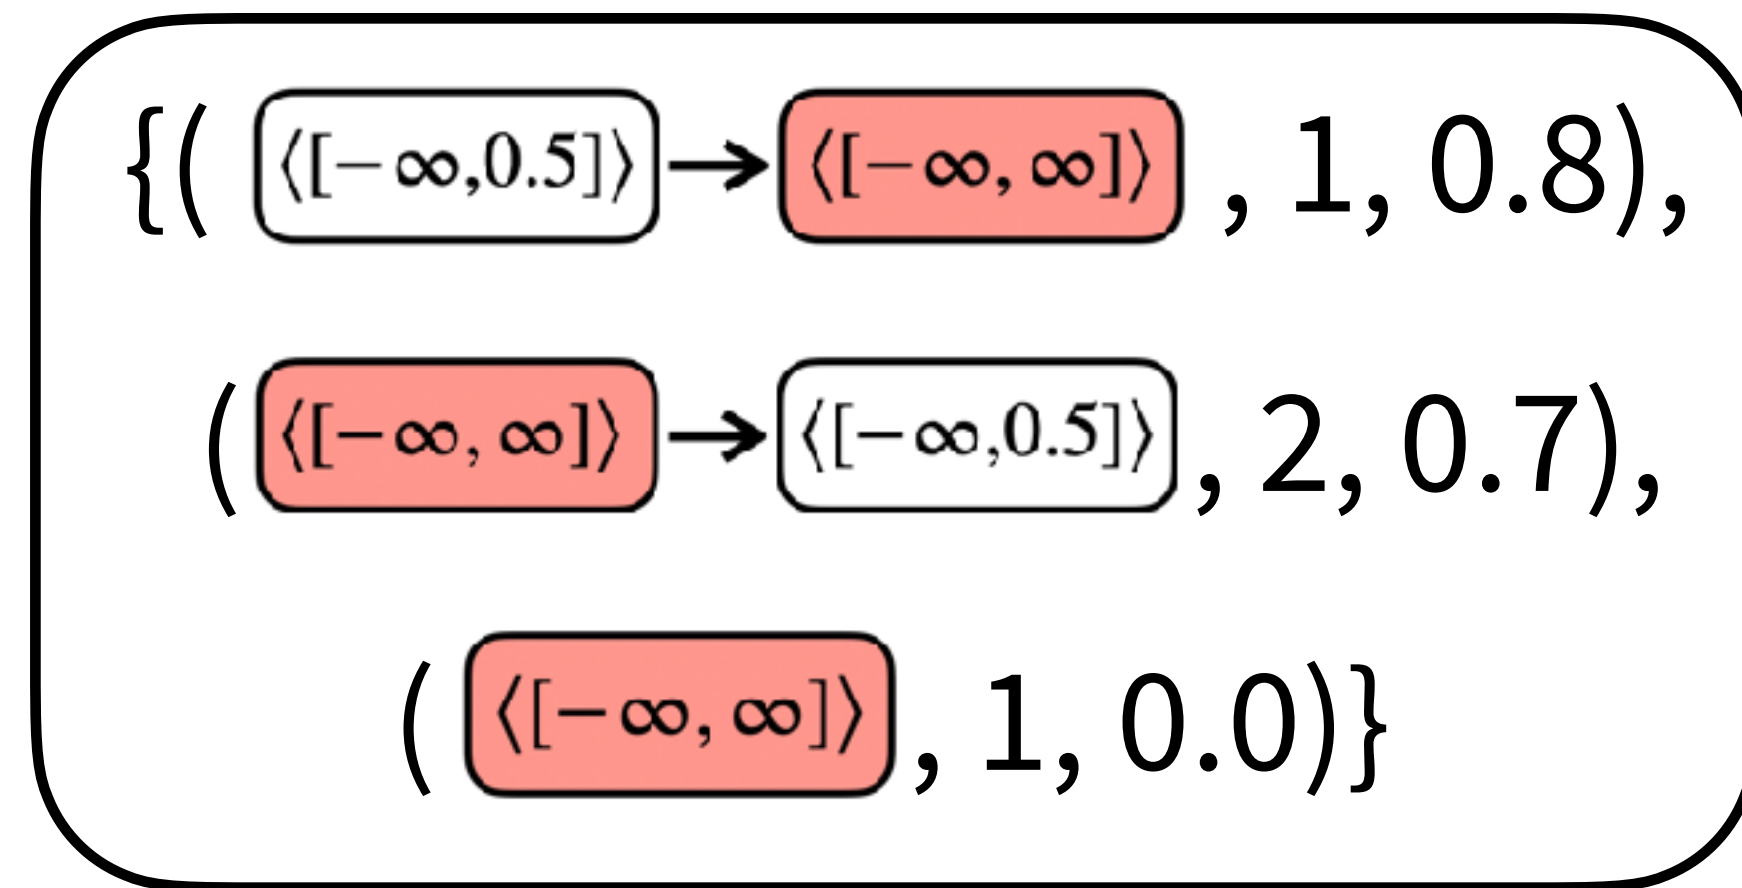 {( ⟨[−∞,0.5]⟩ → ⟨[−∞, ∞]⟩ , 1, 0.8),
( ⟨[−∞, ∞]⟩ → ⟨[−∞,0.5]⟩ , 2, 0.7),
( ⟨[−∞, ∞]⟩ , 1, 0.0)}